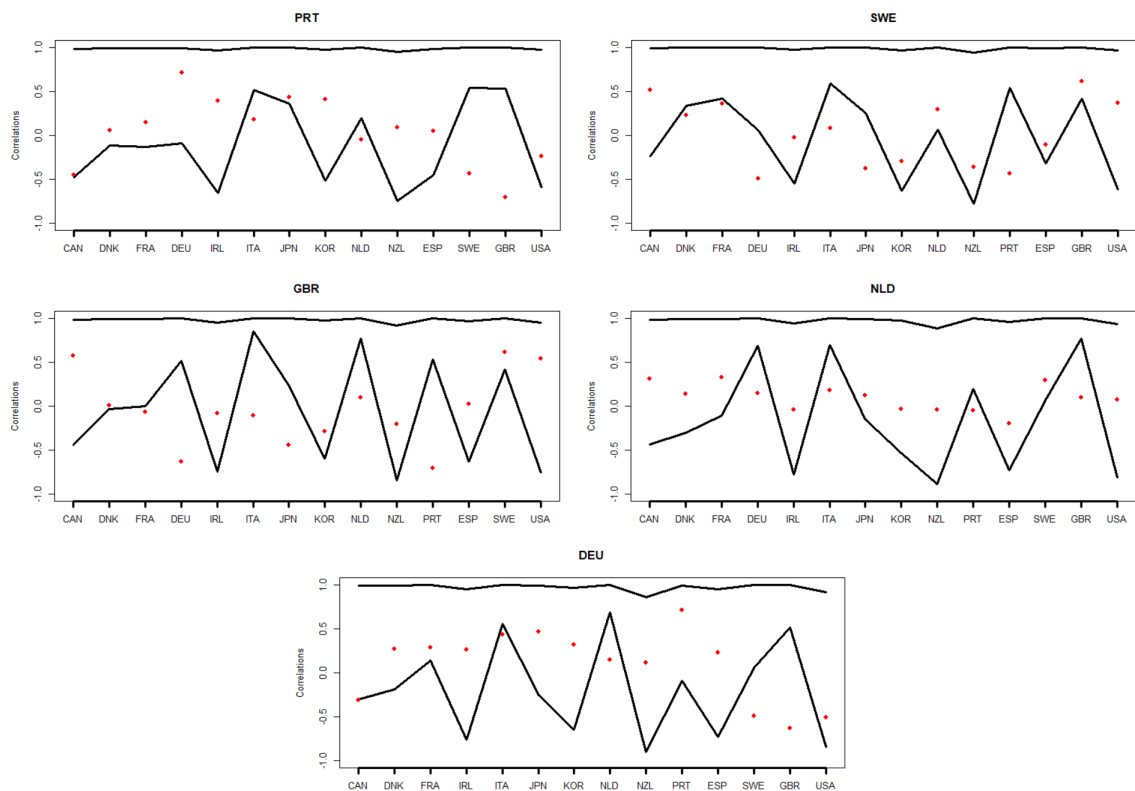 PRT
Correlations
1.0
0.5
0.0
-0.5
-1.0
CAN DNK FRA DEU IRL ITA JPN KOR NLD NZL ESP SWE GBR USA
SWE
Correlations
1.0
0.5
0.0
-0.5
-1.0
CAN DNK FRA DEU IRL ITA JPN KOR NLD NZL PRT ESP GBR USA
GBR
Correlations
1.0
0.5
0.0
-0.5
-1.0
CAN DNK FRA DEU IRL ITA JPN KOR NLD NZL PRT ESP SWE USA
NLD
Correlations
1.0
0.5
0.0
-0.5
-1.0
CAN DNK FRA DEU IRL ITA JPN KOR NZL PRT ESP SWE GBR USA
DEU
Correlations
1.0
0.5
0.0
-0.5
-1.0
CAN DNK FRA IRL ITA JPN KOR NLD NZL PRT ESP SWE GBR USA